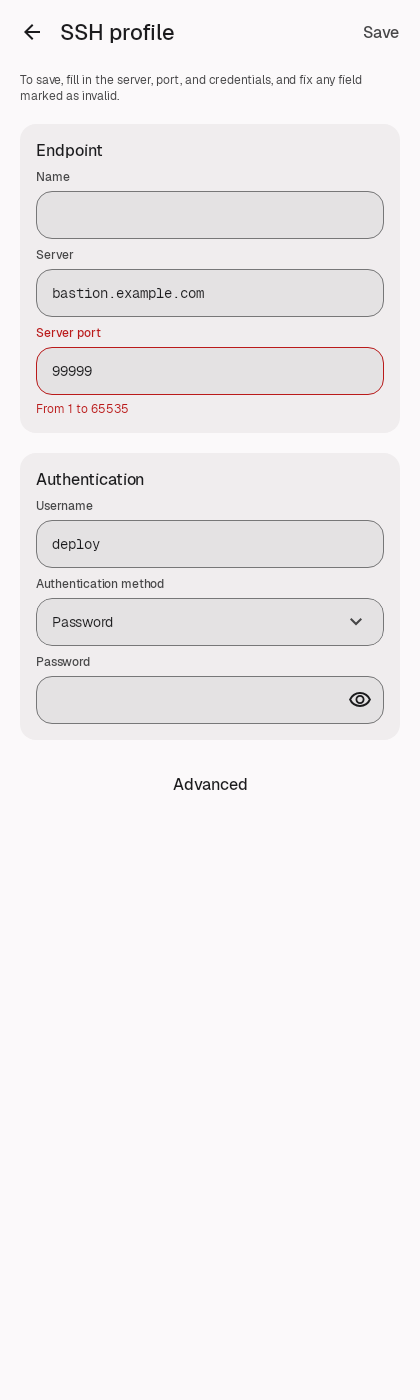 SSH profile
Save
To save, fill in the server, port, and credentials, and fix any field
marked as invalid.
Endpoint
Name
Server
bastion.example.com
Server port
99999
From 1 to 65535
Authentication
Username
deploy
Authentication method
Password
Password
Advanced